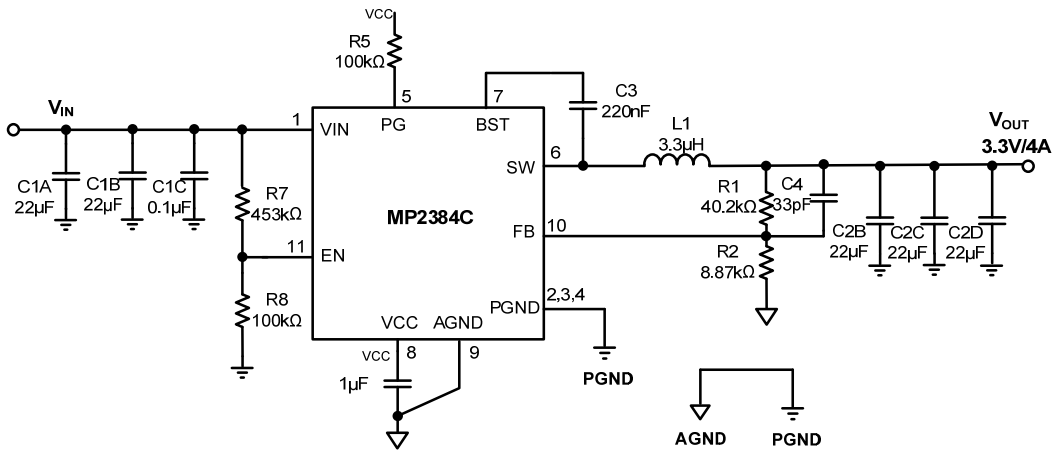 VCC
R5
100kΩ
5
7
C3
220nF
VIN
1
VIN
PG
BST
L1
3.3µH
VOUT
3.3V/4A
6
SW
C1A
22µF
C1B
22µF
C1C
0.1µF
R7
453kΩ
MP2384C
R1
40.2kΩ
C4
33pF
FB
10
C2B
22µF
C2C
22µF
C2D
22µF
11
EN
R2
8.87kΩ
R8
100kΩ
PGND
2,3,4
VCC
AGND
VCC
8
9
1µF
PGND
AGND
PGND